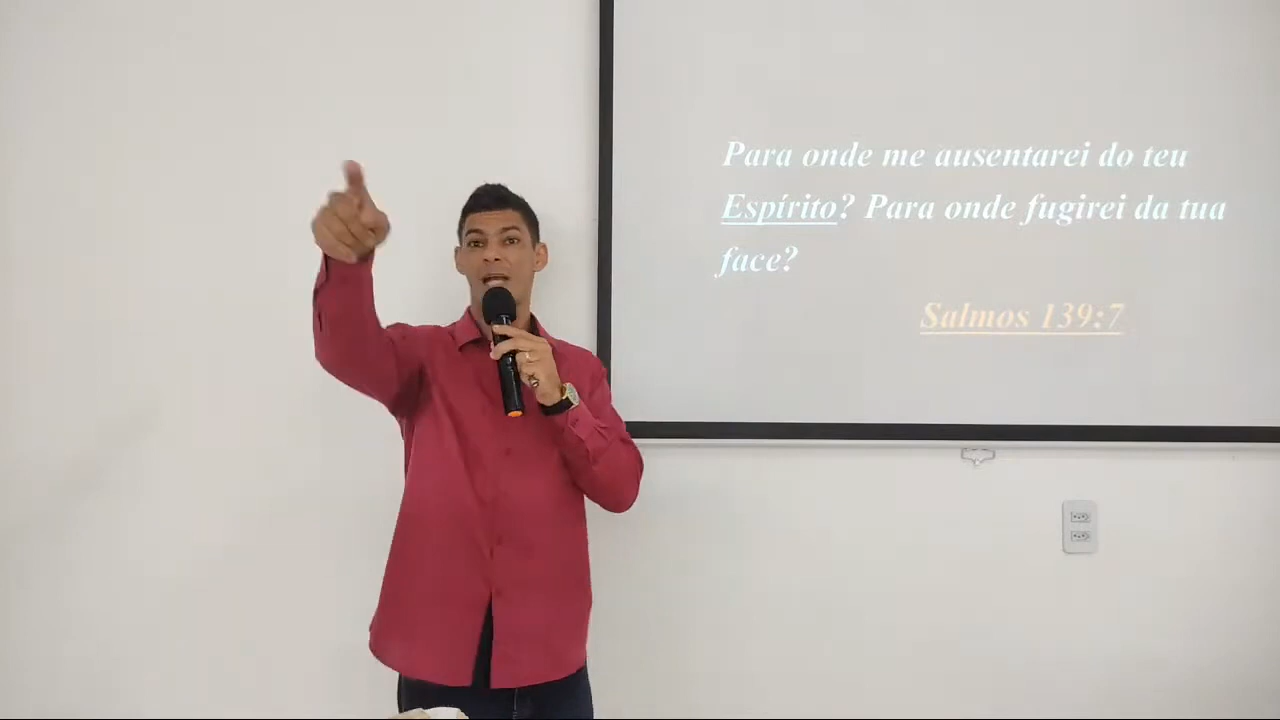 Para onde me ausentarei do teu
Espírito? Para onde fugirei da tua
face?
Salmos 139:7